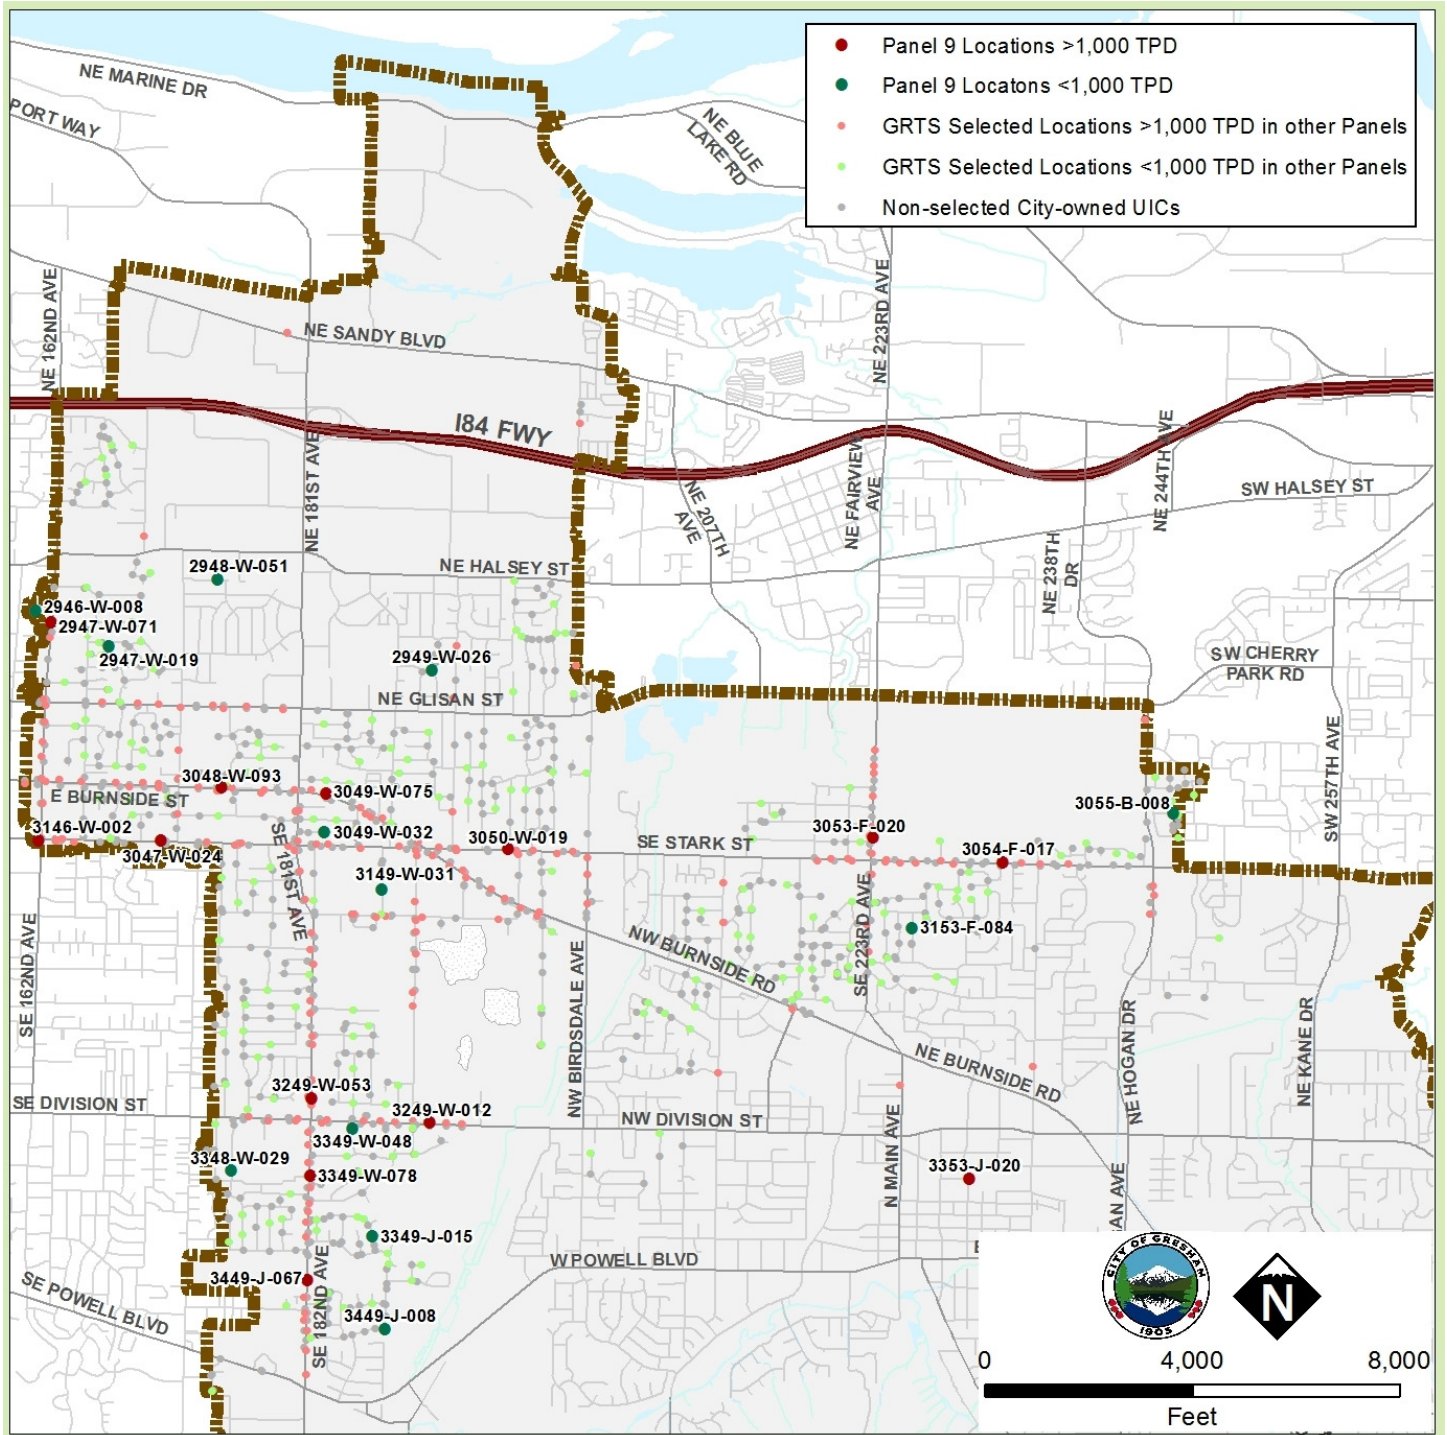 Panel 9 Locations >1,000 TPD
Panel 9 Locatons <1,000 TPD
GRTS Selected Locations >1,000 TPD in other Panels
GRTS Selected Locations <1,000 TPD in other Panels
Non-selected City-owned UICs
NE MARINE DR
PORT WAY
NE BLUE
LAKE RD
NE 162ND AVE
NE SANDY BLVD
NE 223RD AVE
I84 FWY
NE 181ST AVE
NE 207TH
AVE
NE FAIRVIEW
AVE
NE 244TH AVE
SW HALSEY ST
NE HALSEY ST
NE 238TH
DR
2948-W-051
2946-W-008
2947-W-071
2947-W-019
2949-W-026
SW CHERRY
PARK RD
NE GLISAN ST
SW 257TH AVE
3048-W-093
E BURNSIDE ST
3049-W-075
3055-B-008
3146-W-002
3047-W-024
3049-W-032
3050-W-019
SE STARK ST
3053-F-020
3054-F-017
SE 181ST AVE
3149-W-031
3153-F-084
SE 223RD AVE
SE 162ND AVE
NW BURNSIDE RD
NW BIRDSDALE AVE
NE BURNSIDE RD
NE HOGAN DR
NE KANE DR
3249-W-053
SE DIVISION ST
3249-W-012
NW DIVISION ST
3349-W-048
3348-W-029
3349-W-078
N MAIN AVE
3353-J-020
AN AVE
3349-J-015
W POWELL BLVD
E
3449-J-067
SE 182ND AVE
SE POWELL BLVD
3449-J-008
CITY OF GRESHAM
1905
N
0 4,000 8,000
Feet